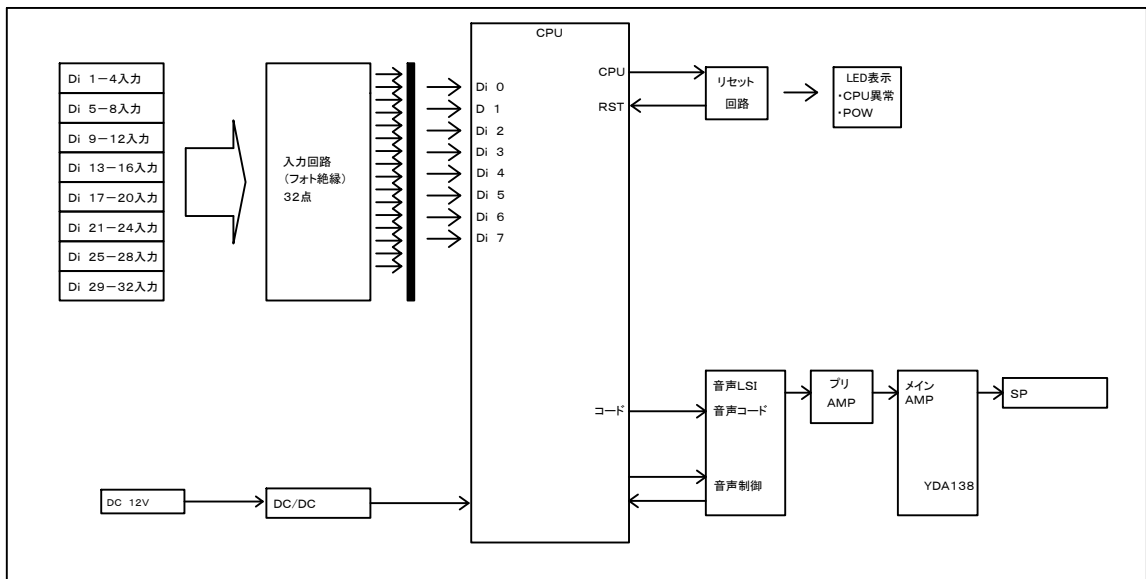 CPU
Di 1-4入力
Di 5-8入力
Di 9-12入力
Di 13-16入力
Di 17-20入力
Di 21-24入力
Di 25-28入力
Di 29-32入力
入力回路
(フォト絶縁)
32点
Di 0
D 1
Di 2
Di 3
Di 4
Di 5
Di 6
Di 7
CPU
RST
リセット
回路
LED表示
・CPU異常
・POW
コード
音声LSI
音声コード
音声制御
プリ
AMP
メイン
AMP
YDA138
SP
DC 12V
DC/DC